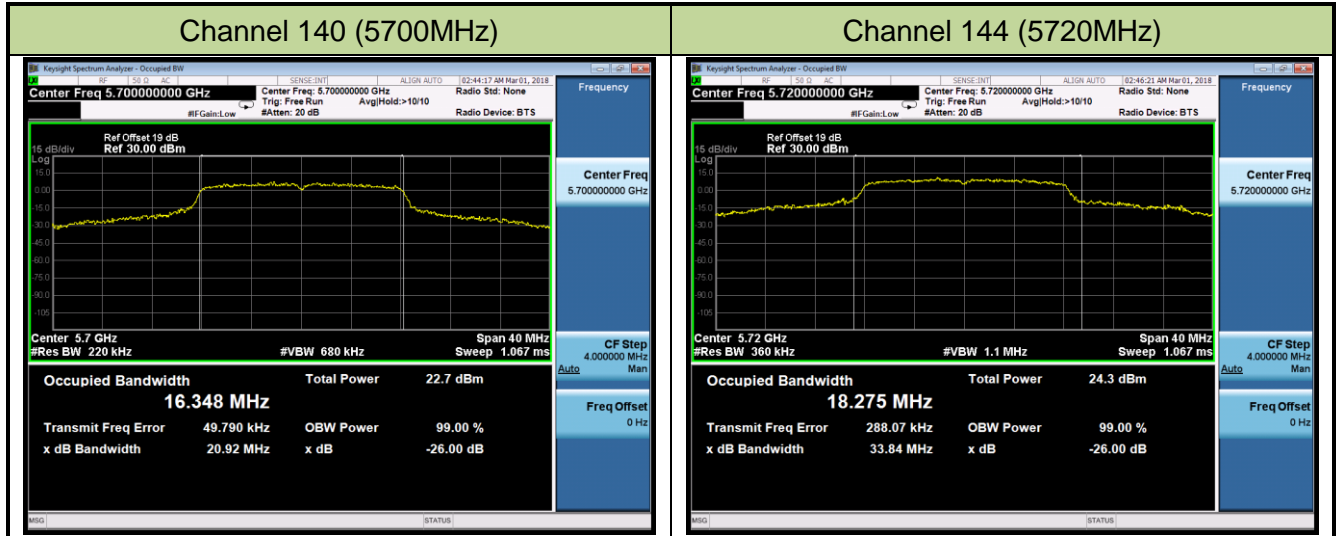 Channel 140 (5700MHz)
Channel 144 (5720MHz)
Keysight Spectrum Analyzer - Occupied BW
RF 50 Ω AC SENSE:INT ALIGN AUTO 02:44:17 AM Mar 01, 2018
Center Freq 5.700000000 GHz
Center Freq: 5.700000000 GHz
Radio Std: None
Trig: Free Run Avg|Hold:>10/10
#IFGain:Low #Atten: 20 dB Radio Device: BTS
Ref Offset 19 dB
15 dB/div Ref 30.00 dBm
Log
15.0
0.00
-15.0
-30.0
-45.0
-60.0
-75.0
-90.0
-105
Center 5.7 GHz Span 40 MHz
#Res BW 220 kHz #VBW 680 kHz Sweep 1.067 ms
Occupied Bandwidth Total Power 22.7 dBm
16.348 MHz
Transmit Freq Error 49.790 kHz OBW Power 99.00 %
x dB Bandwidth 20.92 MHz x dB -26.00 dB
MSG STATUS
Frequency
Center Freq
5.700000000 GHz
CF Step
4.000000 MHz
Auto Man
Freq Offset
0 Hz
Keysight Spectrum Analyzer - Occupied BW
RF 50 Ω AC SENSE:INT ALIGN AUTO 02:46:21 AM Mar 01, 2018
Center Freq 5.720000000 GHz
Center Freq: 5.720000000 GHz
Radio Std: None
Trig: Free Run Avg|Hold:>10/10
#IFGain:Low #Atten: 20 dB Radio Device: BTS
Ref Offset 19 dB
15 dB/div Ref 30.00 dBm
Log
15.0
0.00
-15.0
-30.0
-45.0
-60.0
-75.0
-90.0
-105
Center 5.72 GHz Span 40 MHz
#Res BW 360 kHz #VBW 1.1 MHz Sweep 1.067 ms
Occupied Bandwidth Total Power 24.3 dBm
18.275 MHz
Transmit Freq Error 288.07 kHz OBW Power 99.00 %
x dB Bandwidth 33.84 MHz x dB -26.00 dB
MSG STATUS
Frequency
Center Freq
5.720000000 GHz
CF Step
4.000000 MHz
Auto Man
Freq Offset
0 Hz